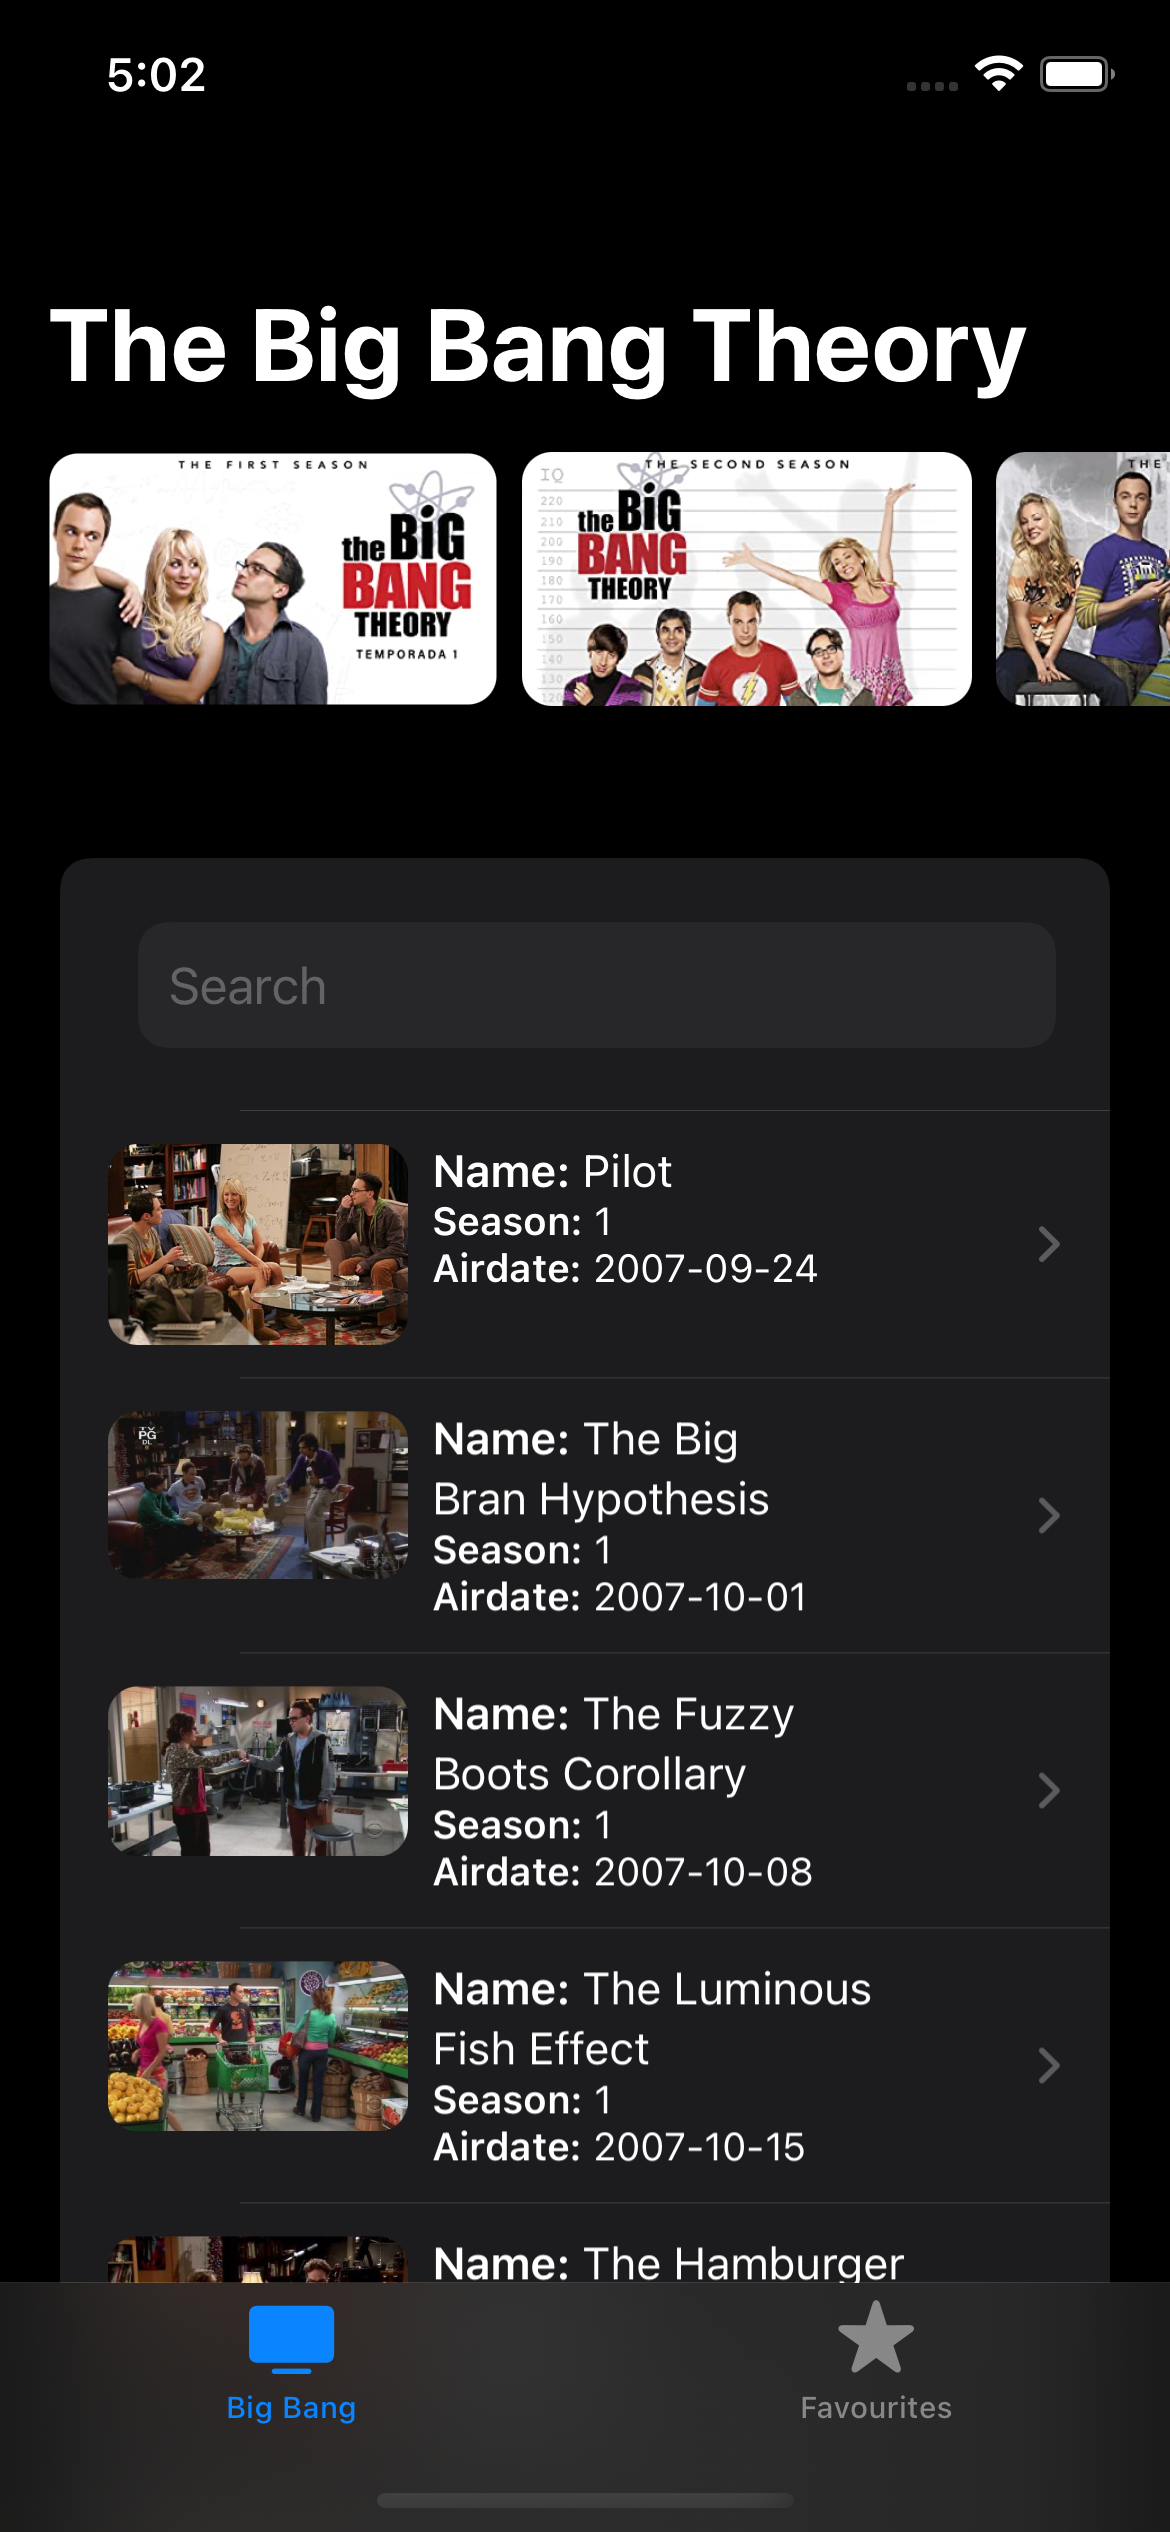 5:02
The Big Bang Theory
THE FIRST SEASON
the BiG
BANG
THEORY
TEMPORADA 1
THE SECOND SEASON
IQ
220
210
200
190
180
170
160
150
140
130
120
the BiG
BANG
THEORY
THE
Search
Name: Pilot
Season: 1
Airdate: 2007-09-24
TV
PG
DL
Name: The Big
Bran Hypothesis
Season: 1
Airdate: 2007-10-01
Name: The Fuzzy
Boots Corollary
Season: 1
Airdate: 2007-10-08
Name: The Luminous
Fish Effect
Season: 1
Airdate: 2007-10-15
Name: The Hamburger
Big Bang
Favourites